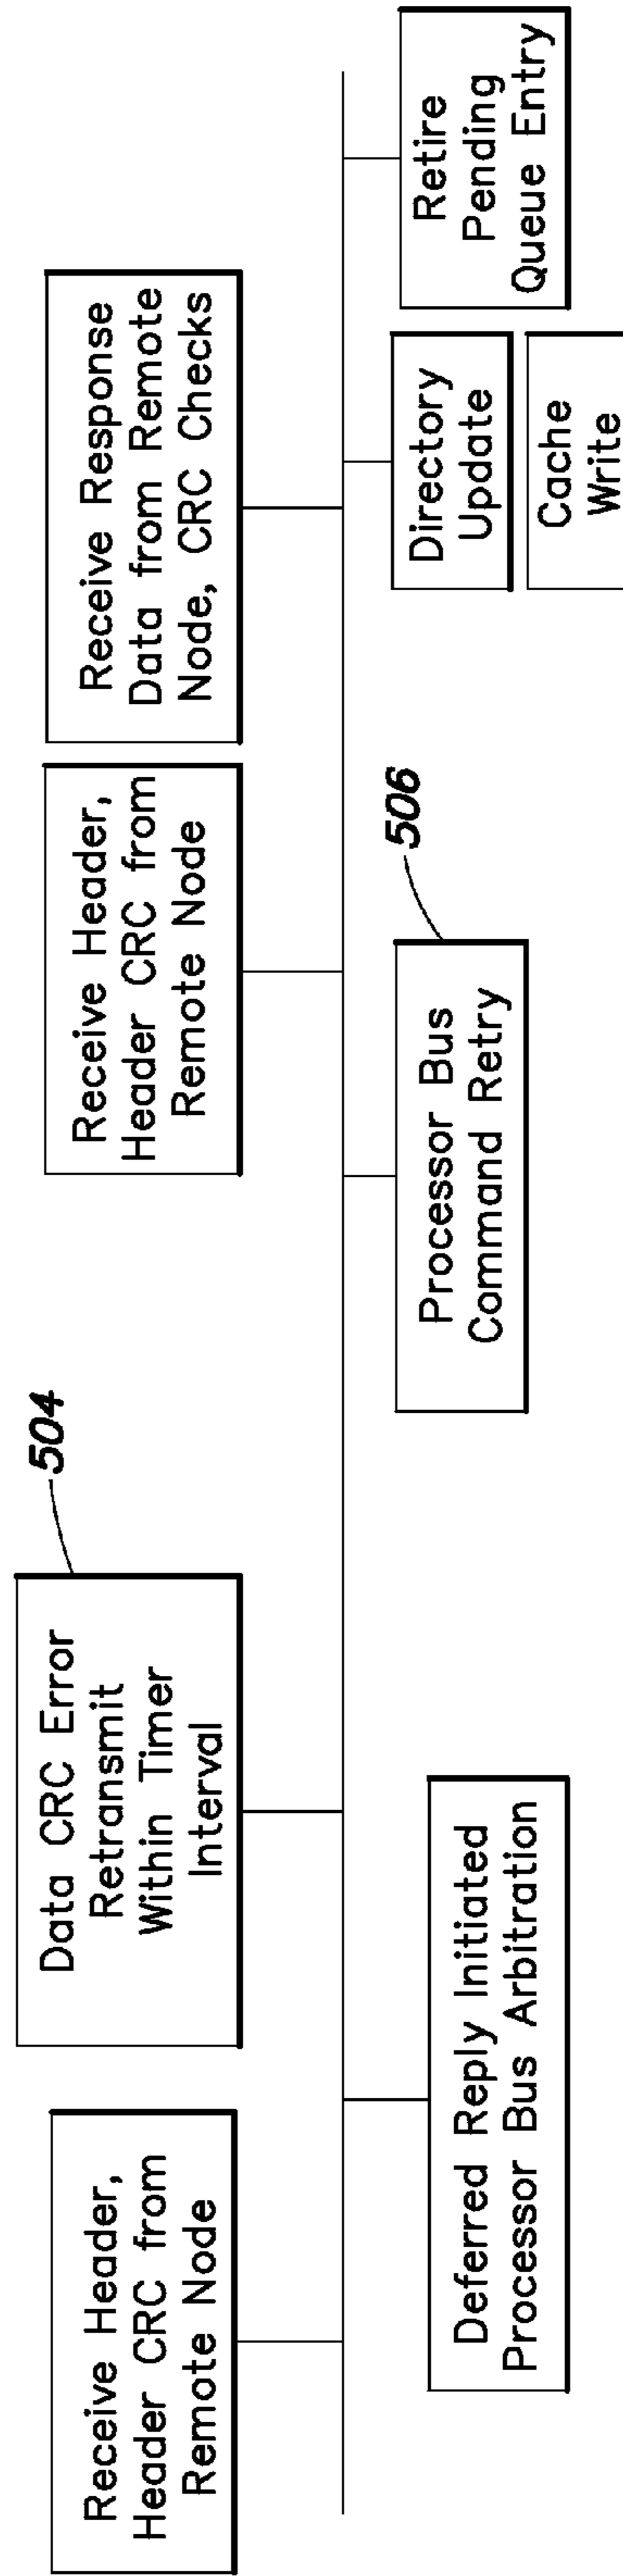 Receive Header,
Header CRC from
Remote Node
Data CRC Error
Retransmit
Within Timer
Interval
504
Receive Header,
Header CRC from
Remote Node
Receive Response
Data from Remote
Node, CRC Checks
Deferred Reply Initiated
Processor Bus Arbitration
Processor Bus
Command Retry
506
Directory
Update
Cache
Write
Retire
Pending
Queue Entry